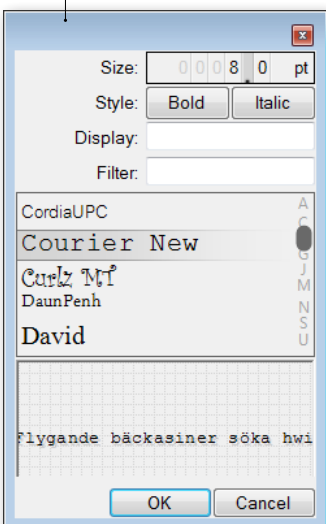 x
Size: 0 0 0 8 . 0 pt
Style: Bold Italic
Display:
Filter:
CordiaUPC
Courier New
Curlz MT
DaunPenh
David
A
C
G
J
M
N
S
U
Flygande bäckasiner söka hwi
OK Cancel